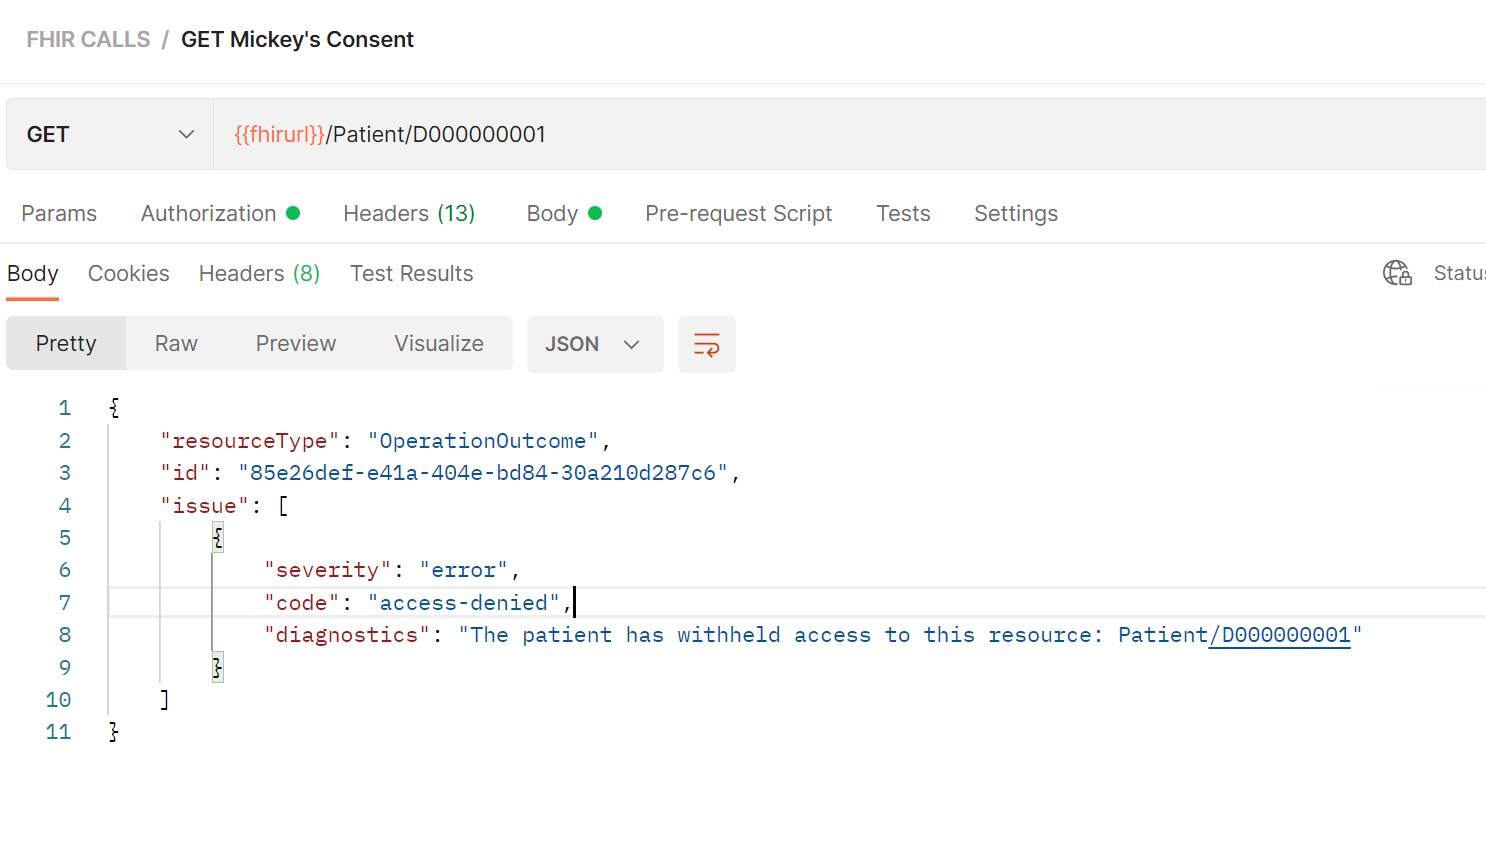 FHIR CALLS / GET Mickey's Consent
GET {{fhirurl}}/Patient/D000000001
Params Authorization Headers (13) Body Pre-request Script Tests Settings
Body Cookies Headers (8) Test Results Statu
Pretty Raw Preview Visualize JSON
1 {
2 "resourceType": "OperationOutcome",
3 "id": "85e26def-e41a-404e-bd84-30a210d287c6",
4 "issue": [
5 {
6 "severity": "error",
7 "code": "access-denied",
8 "diagnostics": "The patient has withheld access to this resource: Patient/D000000001"
9 }
10 ]
11 }